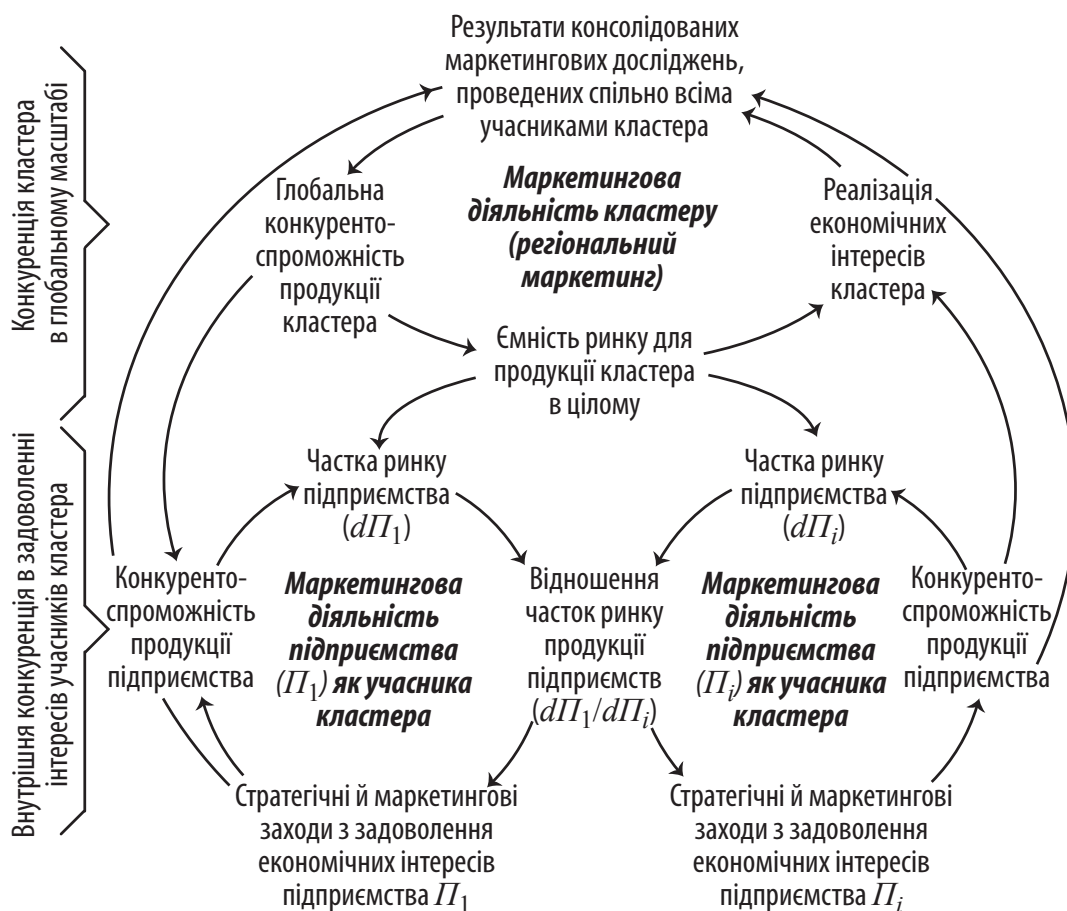 Конкуренція кластера
в глобальному масштабі
Внутрішня конкуренція в задоволенні
інтересів учасників кластера
Результати консолідованих
маркетингових досліджень,
проведених спільно всіма
учасниками кластера
Глобальна
конкуренто-
спроможність
продукції
кластера
Маркетингова
діяльність кластеру
(регіональний
маркетинг)
Реалізація
економічних
інтересів
кластера
Ємність ринку для
продукції кластера
в цілому
Частка ринку
підприємства
(dП₁)
Частка ринку
підприємства
(dПᵢ)
Конкуренто-
спроможність
продукції
підприємства
Маркетингова
діяльність
підприємства
(П₁) як учасника
кластера
Відношення
часток ринку
продукції
підприємств
(dП₁/dПᵢ)
Маркетингова
діяльність
підприємства
(Пᵢ) як учасника
кластера
Конкуренто-
спроможність
продукції
підприємства
Стратегічні й маркетингові
заходи з задоволення
економічних інтересів
підприємства П₁
Стратегічні й маркетингові
заходи з задоволення
економічних інтересів
підприємства Пᵢ